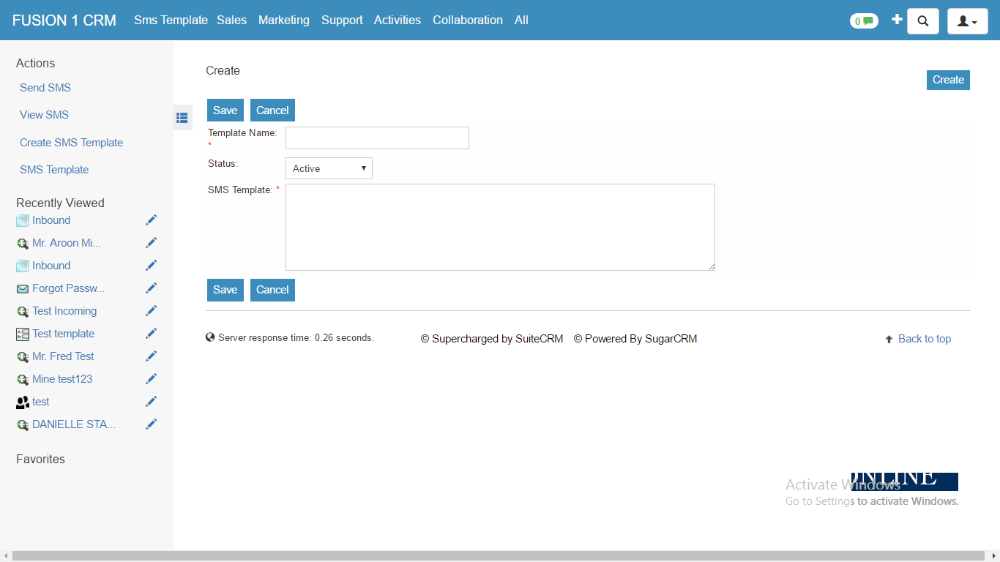 FUSION 1 CRM Sms Template Sales Marketing Support Activities Collaboration All 0
Actions
Send SMS
View SMS
Create SMS Template
SMS Template
Recently Viewed
Inbound
Mr. Aroon Mi...
Inbound
Forgot Passw...
Test Incoming
Test template
Mr. Fred Test
Mine test123
test
DANIELLE STA...
Favorites
Create
Create
Save Cancel
Template Name:
*
Status: Active
SMS Template: *
Save Cancel
Server response time: 0.26 seconds. © Supercharged by SuiteCRM © Powered By SugarCRM Back to top
ONLINE
Activate Windows
Go to Settings to activate Windows.